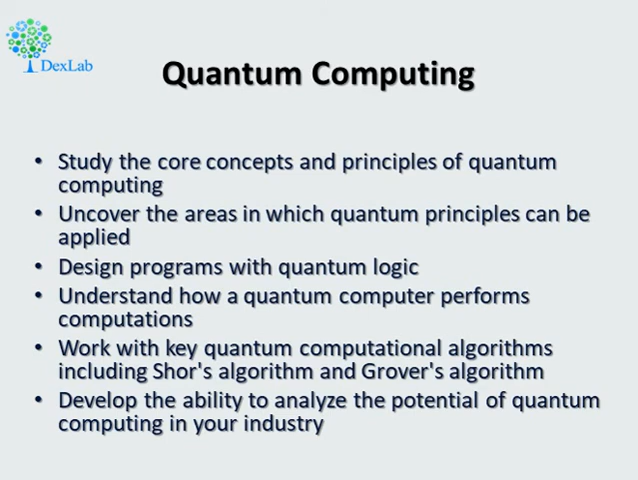 DexLab
Quantum Computing
• Study the core concepts and principles of quantum
computing
• Uncover the areas in which quantum principles can be
applied
• Design programs with quantum logic
• Understand how a quantum computer performs
computations
• Work with key quantum computational algorithms
including Shor's algorithm and Grover's algorithm
• Develop the ability to analyze the potential of quantum
computing in your industry